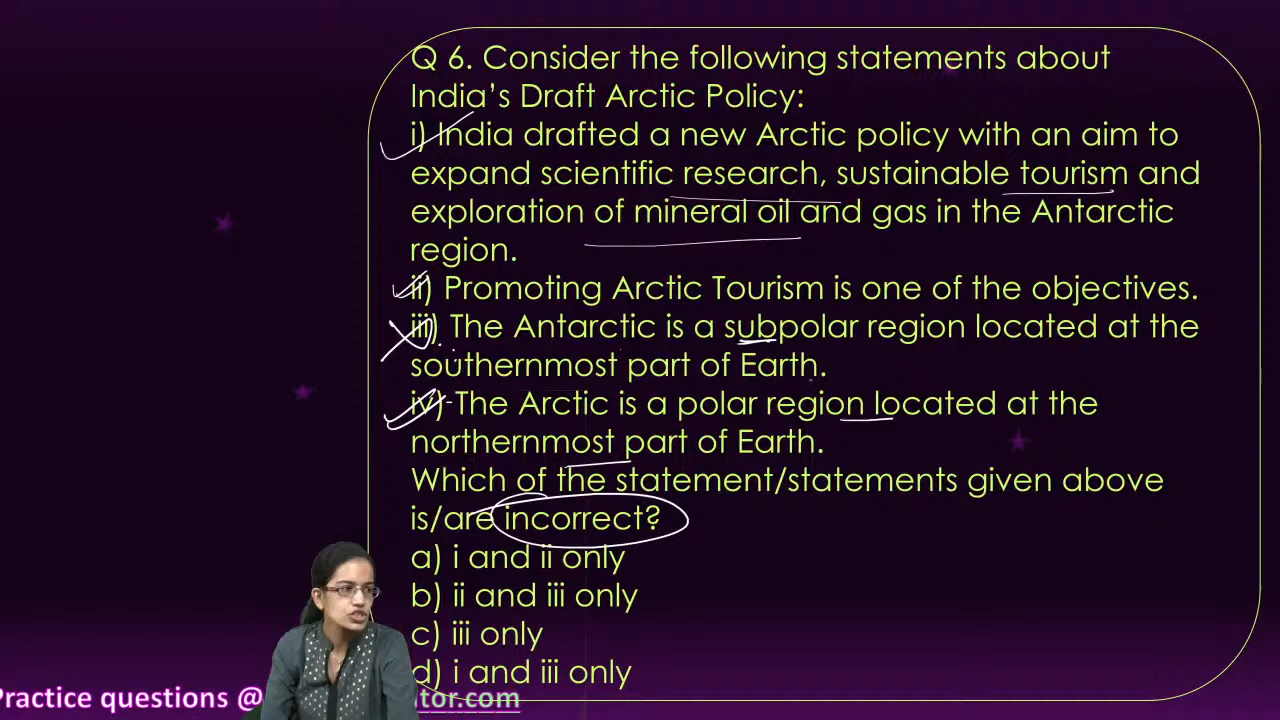 Q 6. Consider the following statements about
India's Draft Arctic Policy:
i) India drafted a new Arctic policy with an aim to
expand scientific research, sustainable tourism and
exploration of mineral oil and gas in the Antarctic
region.
ii) Promoting Arctic Tourism is one of the objectives.
iii) The Antarctic is a subpolar region located at the
southernmost part of Earth.
iv) The Arctic is a polar region located at the
northernmost part of Earth.
Which of the statement/statements given above
is/are incorrect?
a) i and ii only
b) ii and iii only
c) iii only
d) i and iii only
Practice questions @ tor.com